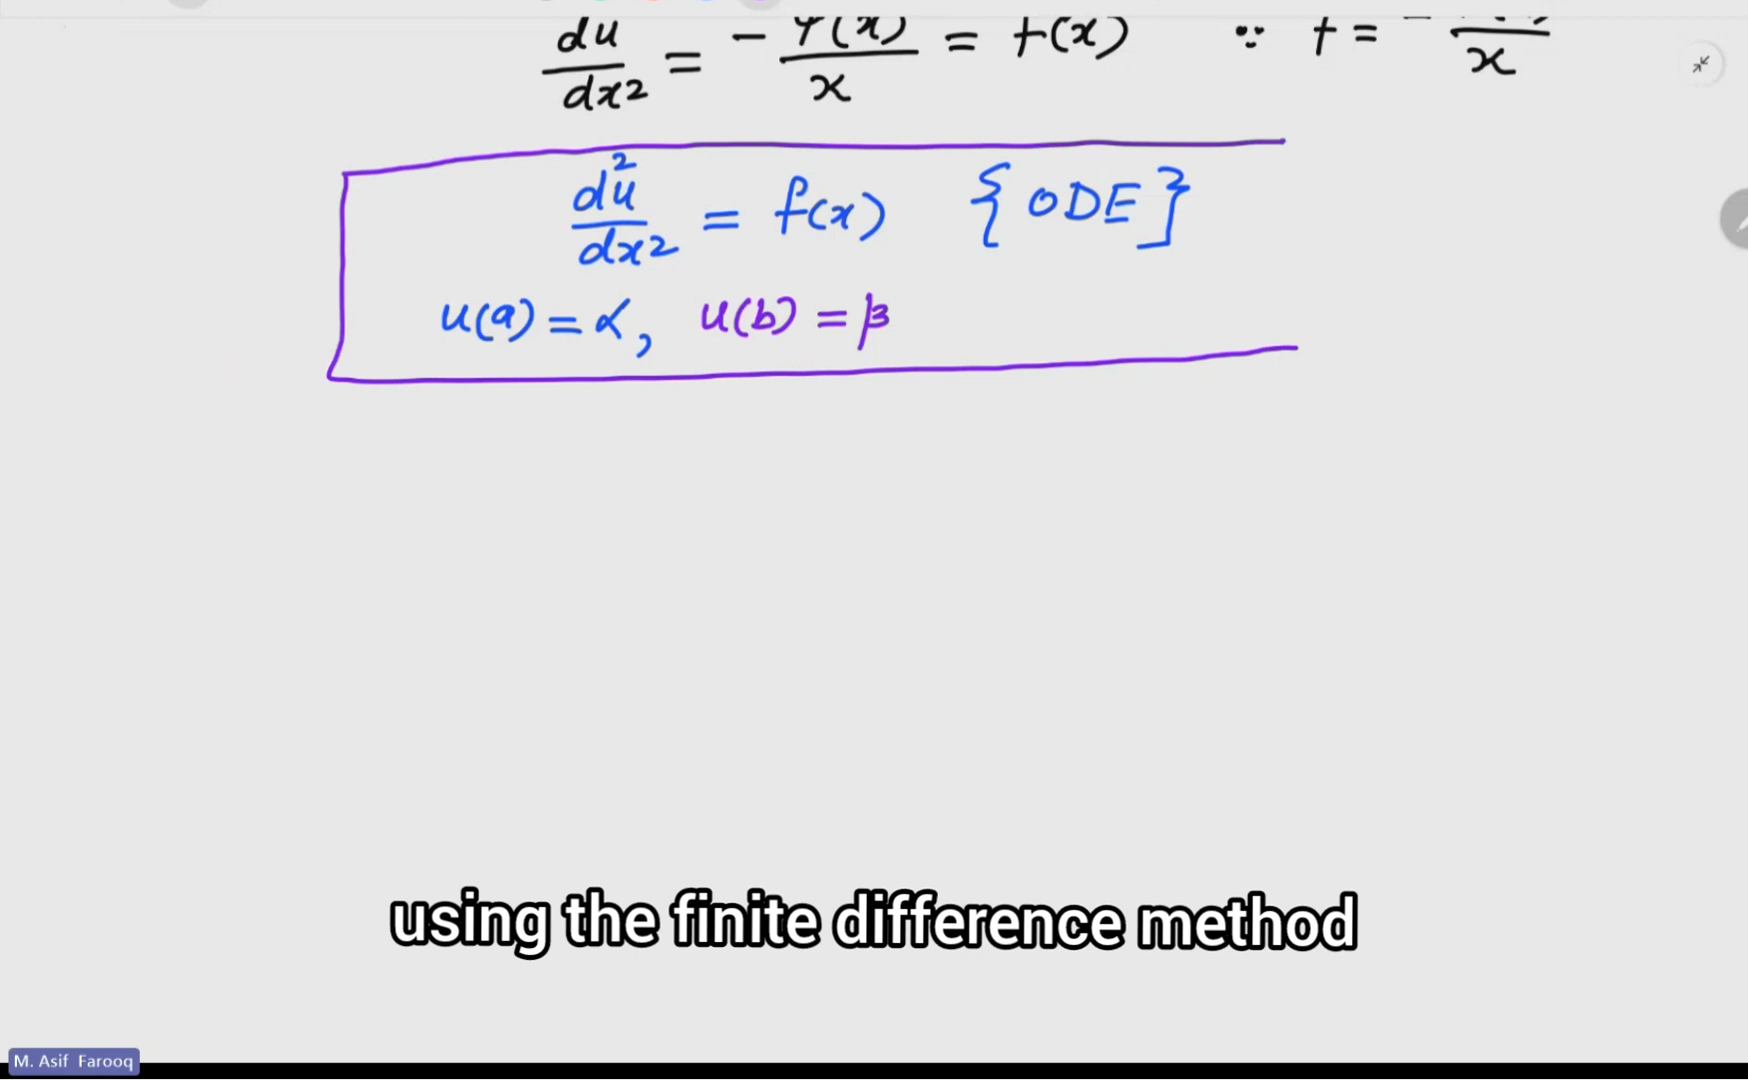 du/dx2 = - ψ(x)/x = f(x) ∵ f = - /x
d²u/dx2 = f(x) {ODE}
u(a) = α, u(b) = β
using the finite difference method
M. Asif Farooq